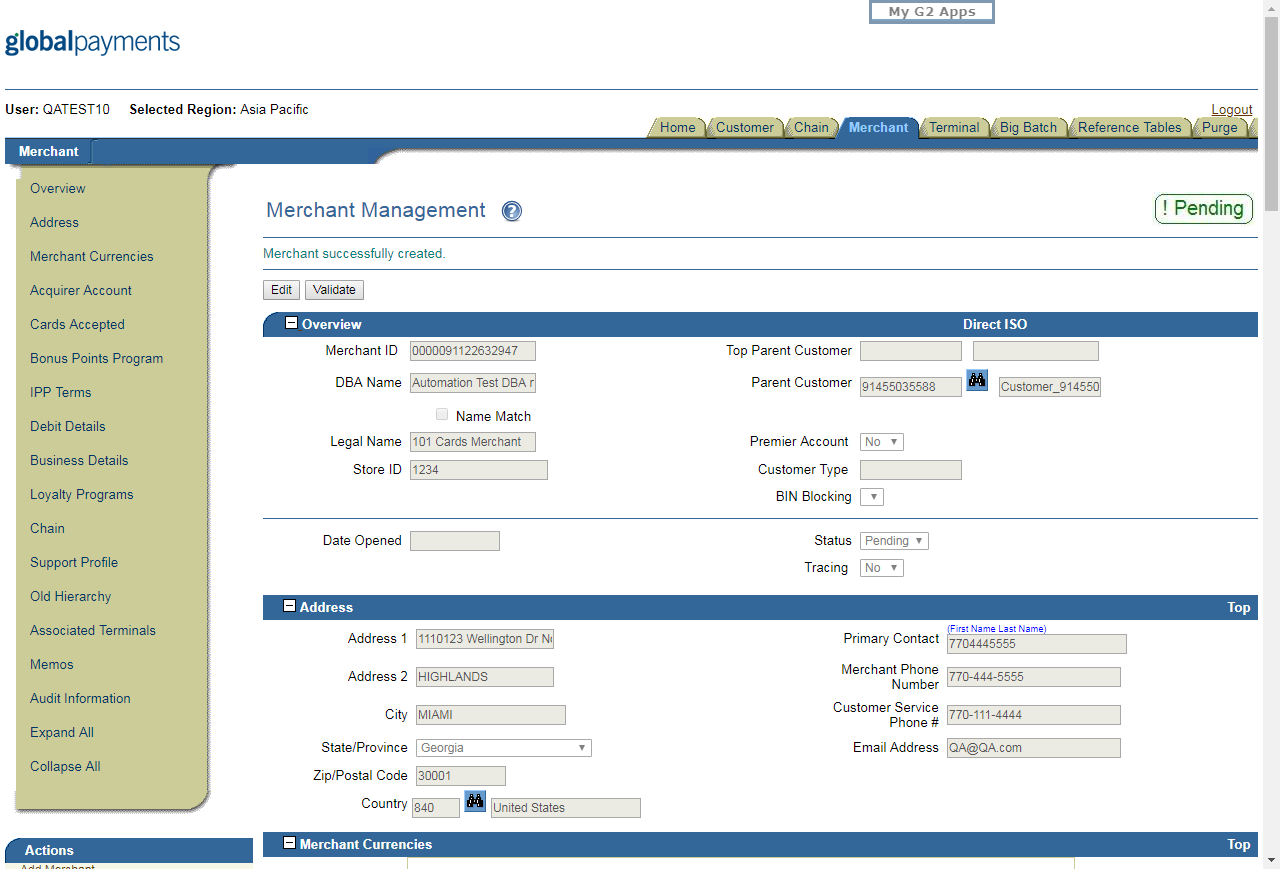 My G2 Apps
globalpayments
User: QATEST10 Selected Region: Asia Pacific
Logout
Home Customer Chain Merchant Terminal Big Batch Reference Tables Purge
Merchant
Overview
Address
Merchant Currencies
Acquirer Account
Cards Accepted
Bonus Points Program
IPP Terms
Debit Details
Business Details
Loyalty Programs
Chain
Support Profile
Old Hierarchy
Associated Terminals
Memos
Audit Information
Expand All
Collapse All
Actions
Add Merchant
Merchant Management ?
! Pending
Merchant successfully created.
Edit Validate
Overview Direct ISO
Merchant ID 0000091122632947 Top Parent Customer
DBA Name Automation Test DBA r Parent Customer 91455035588 Customer_914550
Name Match
Legal Name 101 Cards Merchant Premier Account No
Store ID 1234 Customer Type
BIN Blocking
Date Opened Status Pending
Tracing No
Address Top
(First Name Last Name)
Address 1 1110123 Wellington Dr No Primary Contact 7704445555
Address 2 HIGHLANDS Merchant Phone Number 770-444-5555
City MIAMI Customer Service Phone # 770-111-4444
State/Province Georgia Email Address QA@QA.com
Zip/Postal Code 30001
Country 840 United States
Merchant Currencies Top